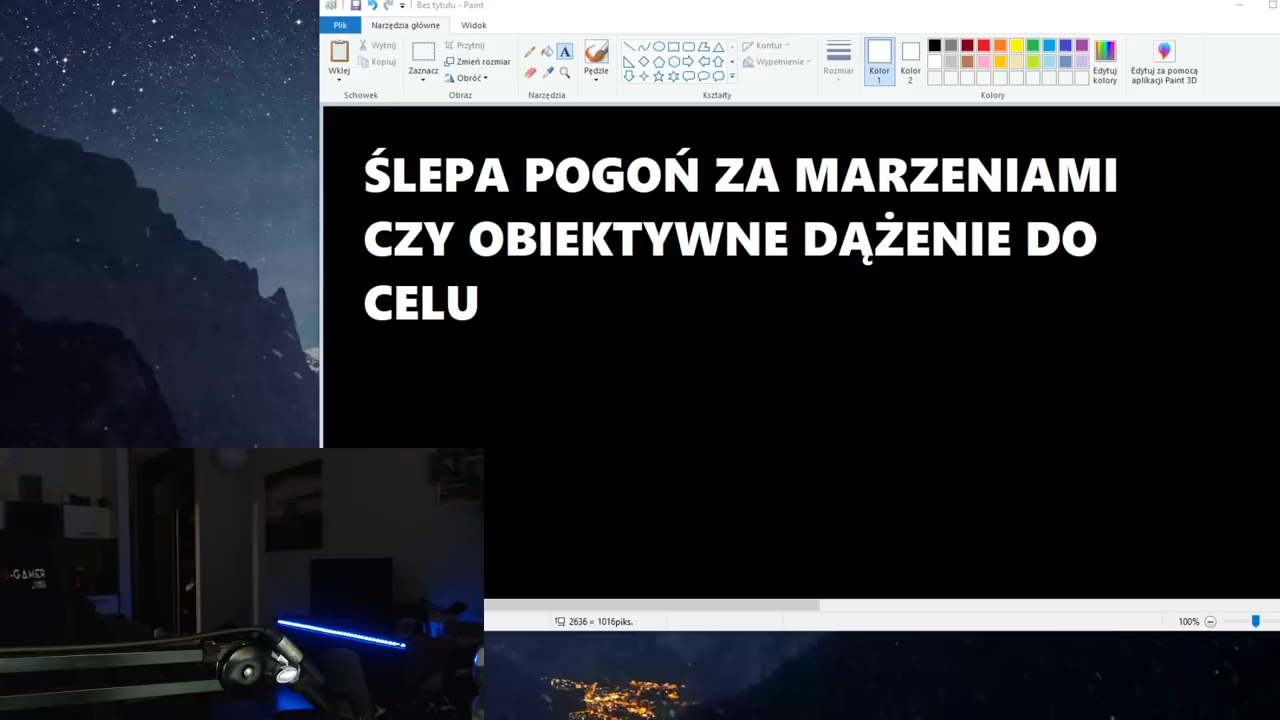 Bez tytułu - Paint
Plik
Narzędzia główne
Widok
Wklej
Wytnij
Kopiuj
Schowek
Zaznacz
Przytnij
Zmień rozmiar
Obróć
Obraz
A
Narzędzia
Pędzle
Kontur
Wypełnienie
Kształty
Rozmiar
Kolor 1
Kolor 2
Edytuj kolory
Kolory
Edytuj za pomocą aplikacji Paint 3D
ŚLEPA POGOŃ ZA MARZENIAMI
CZY OBIEKTYWNE DĄŻENIE DO
CELU
-GAMER
2636 × 1016piks.
100%